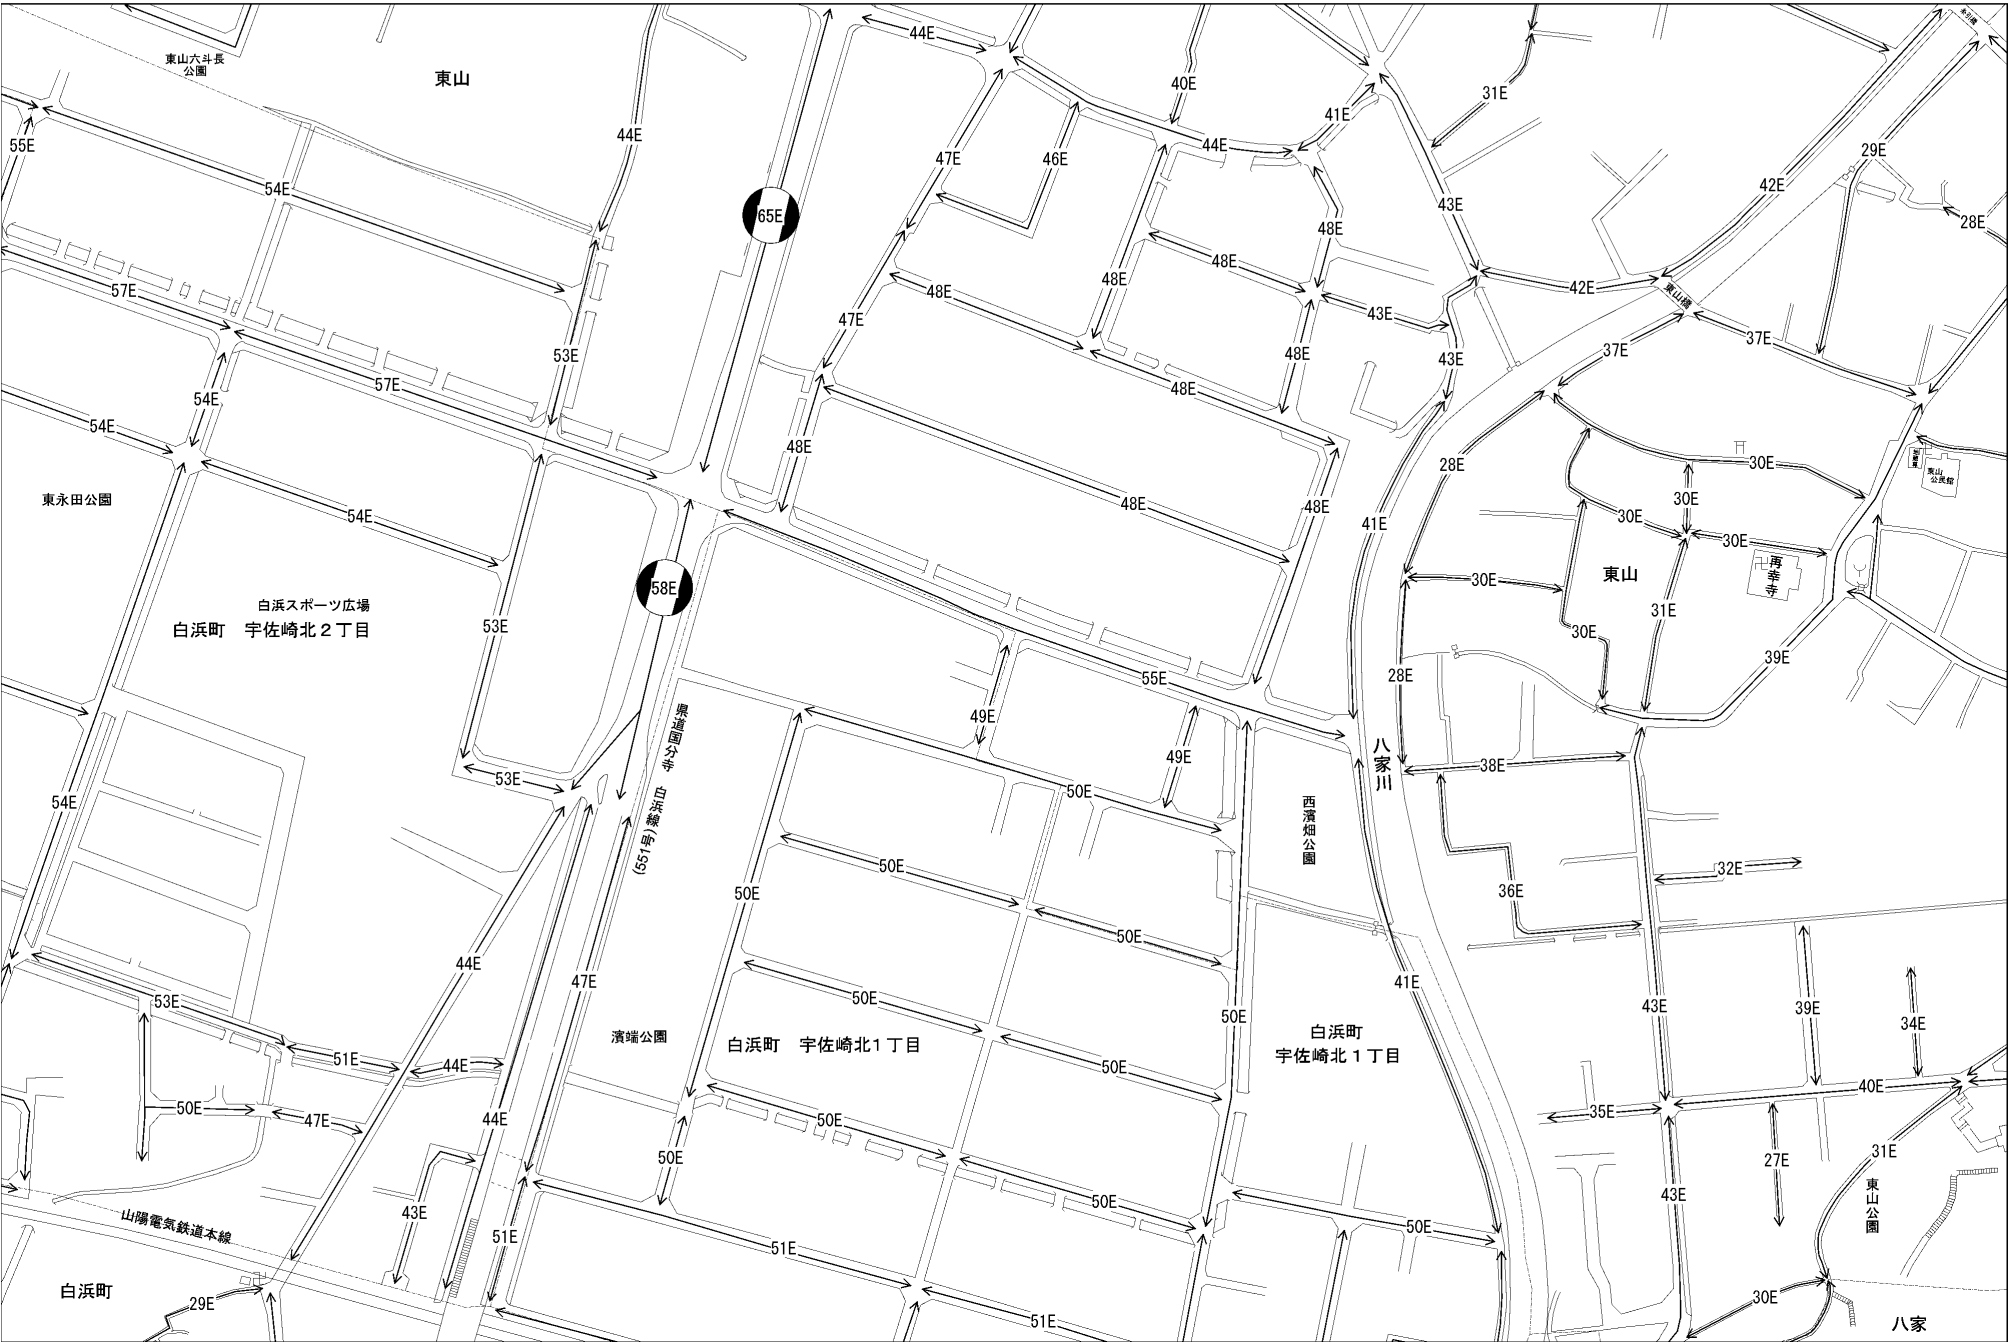 永引橋
44E
東山六斗長
公園
東山
40E
31E
41E
44E
55E
44E
47E
46E
44E
29E
54E
65E
42E
43E
28E
48E
48E
48E
57E
48E
42E
東山橋
43E
47E
37E
53E
48E
37E
43E
57E
48E
54E
54E
48E
30E
28E
東山
公民館
東永田公園
48E
30E
48E
54E
41E
30E
30E
58E
再幸寺
東山
30E
白浜スポーツ広場
31E
白浜町 宇佐崎北2丁目
53E
30E
39E
55E
28E
49E
県道国分寺 白浜線
(551号)
八家川
49E
38E
53E
50E
54E
西濱畑公園
50E
32E
50E
36E
50E
44E
47E
50E
41E
53E
50E
43E
39E
50E
34E
濱端公園
白浜町 宇佐崎北1丁目
白浜町
宇佐崎北1丁目
51E
44E
50E
40E
50E
47E
44E
50E
35E
50E
31E
27E
50E
43E
東山公園
43E
山陽電気鉄道本線
50E
51E
51E
白浜町
29E
30E
51E
八家